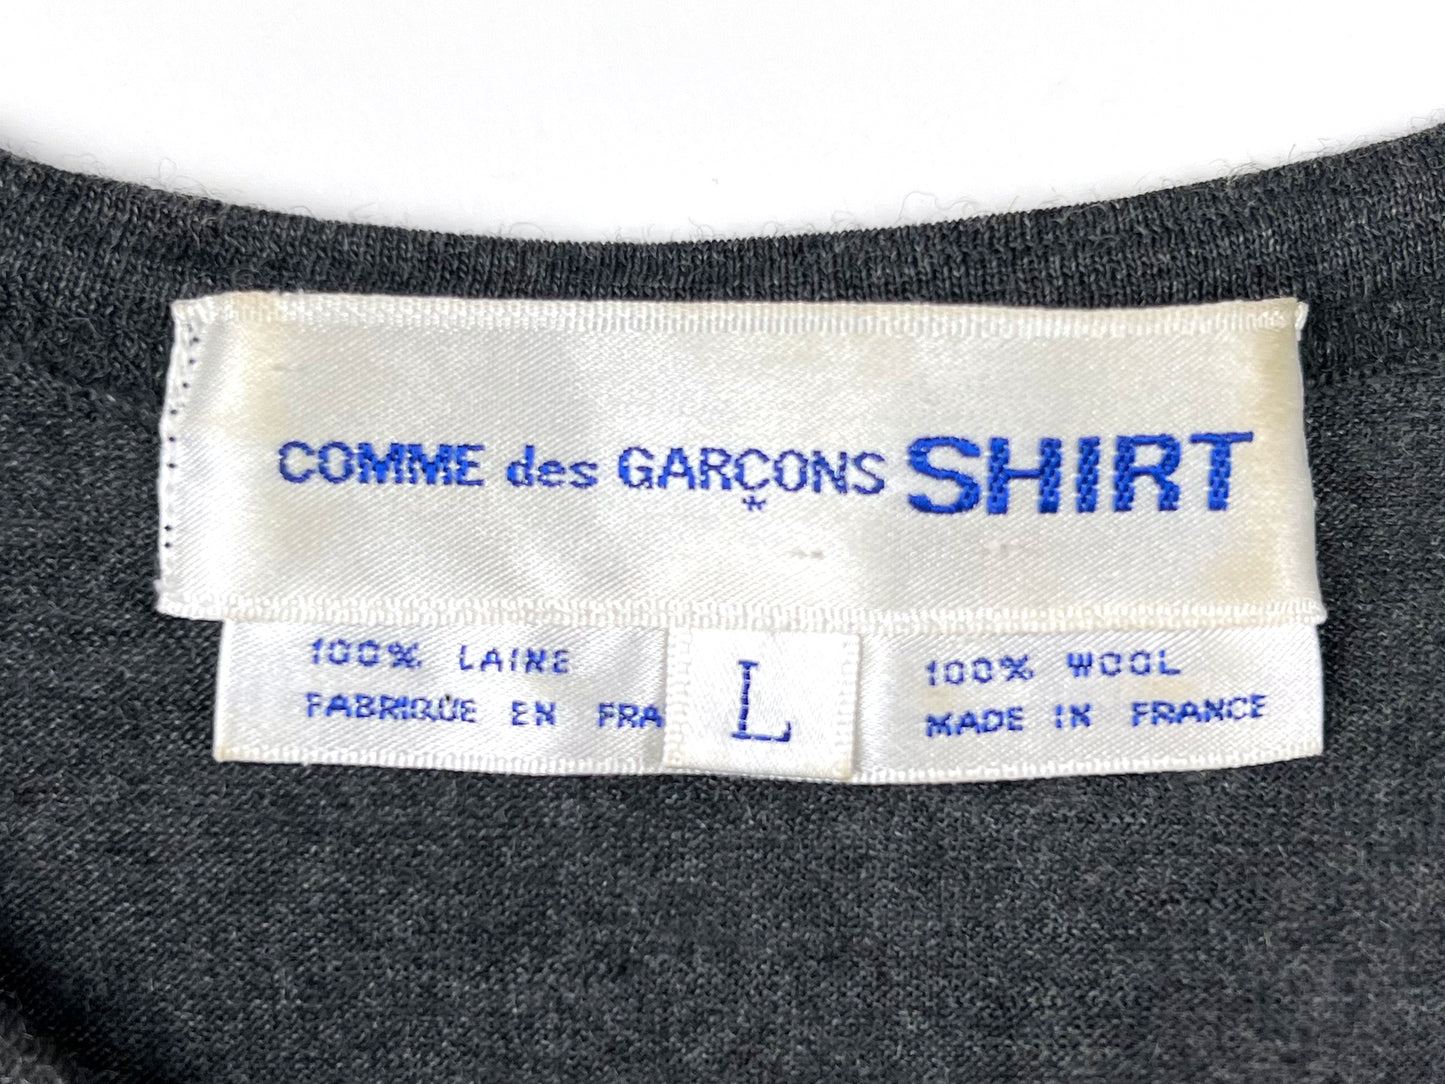 COMME des GARÇONS SHIRT
100% LAINE
FABRIQUE EN FRA
L
100% WOOL
MADE IN FRANCE